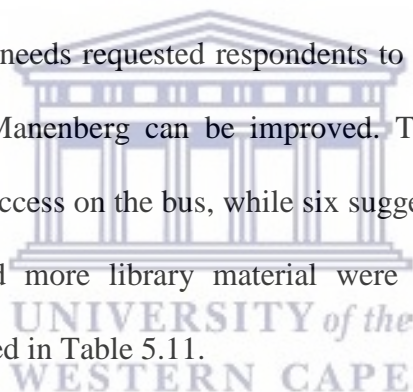 needs requested respondents to
Manenberg can be improved. T
ccess on the bus, while six sugge
d more library material were
UNIVERSITY of the
ed in Table 5.11.
WESTERN CAPE